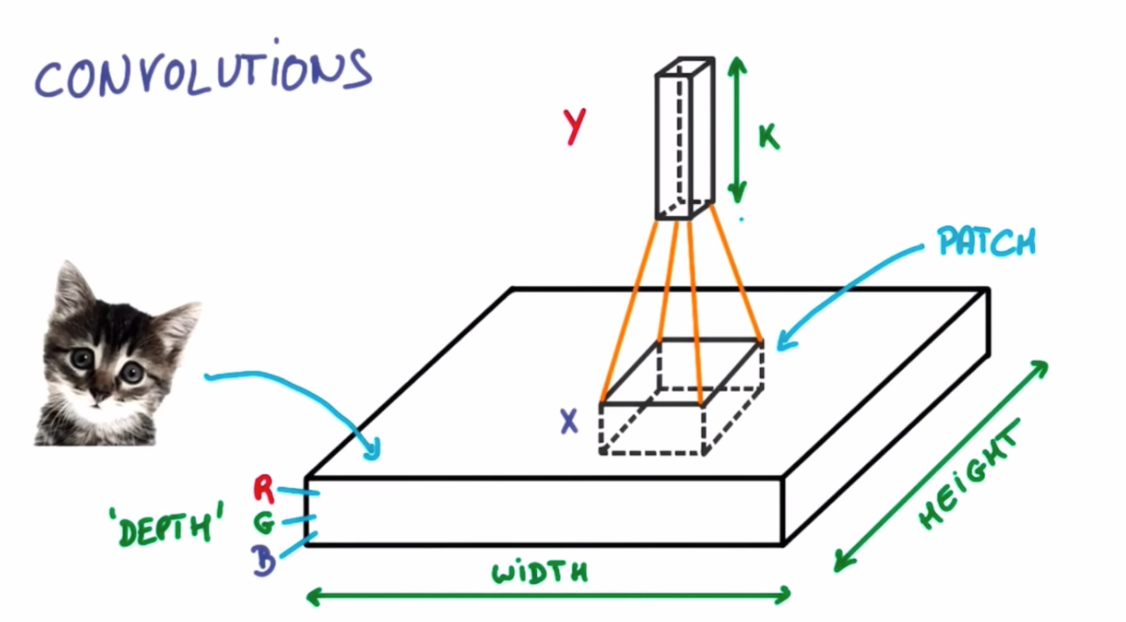 CONVOLUTIONS
Y
K
PATCH
X
R
'DEPTH'
G
B
WIDTH
HEIGHT